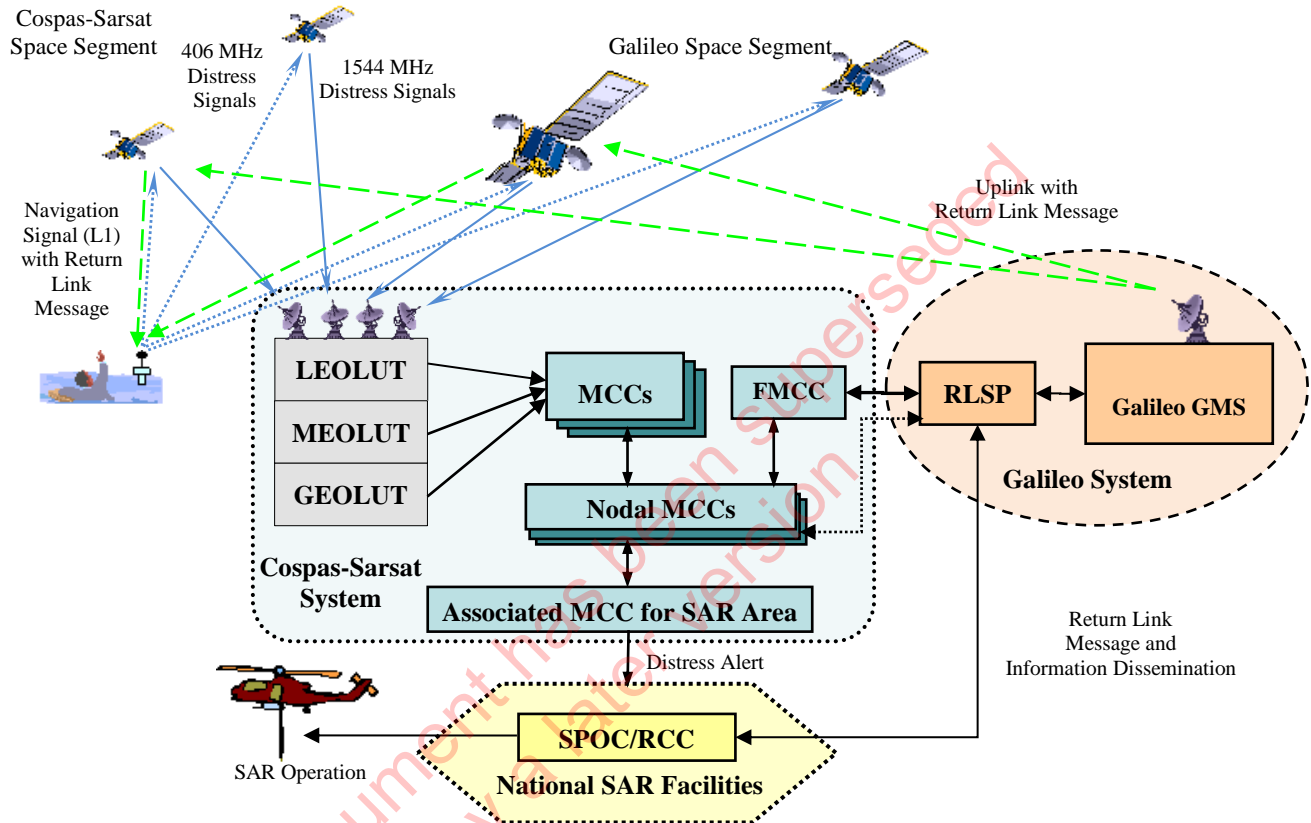 Cospas-Sarsat
Space Segment
406 MHz
Distress
Signals
1544 MHz
Distress Signals
Galileo Space Segment
Navigation
Signal (L1)
with Return
Link
Message
Uplink with
Return Link Message
LEOLUT
MEOLUT
GEOLUT
MCCs
FMCC
Nodal MCCs
Cospas-Sarsat
System
Associated MCC for SAR Area
RLSP
Galileo GMS
Galileo System
Return Link
Message and
Information Dissemination
Distress Alert
SPOC/RCC
National SAR Facilities
SAR Operation
ument has been superseded
y a later version